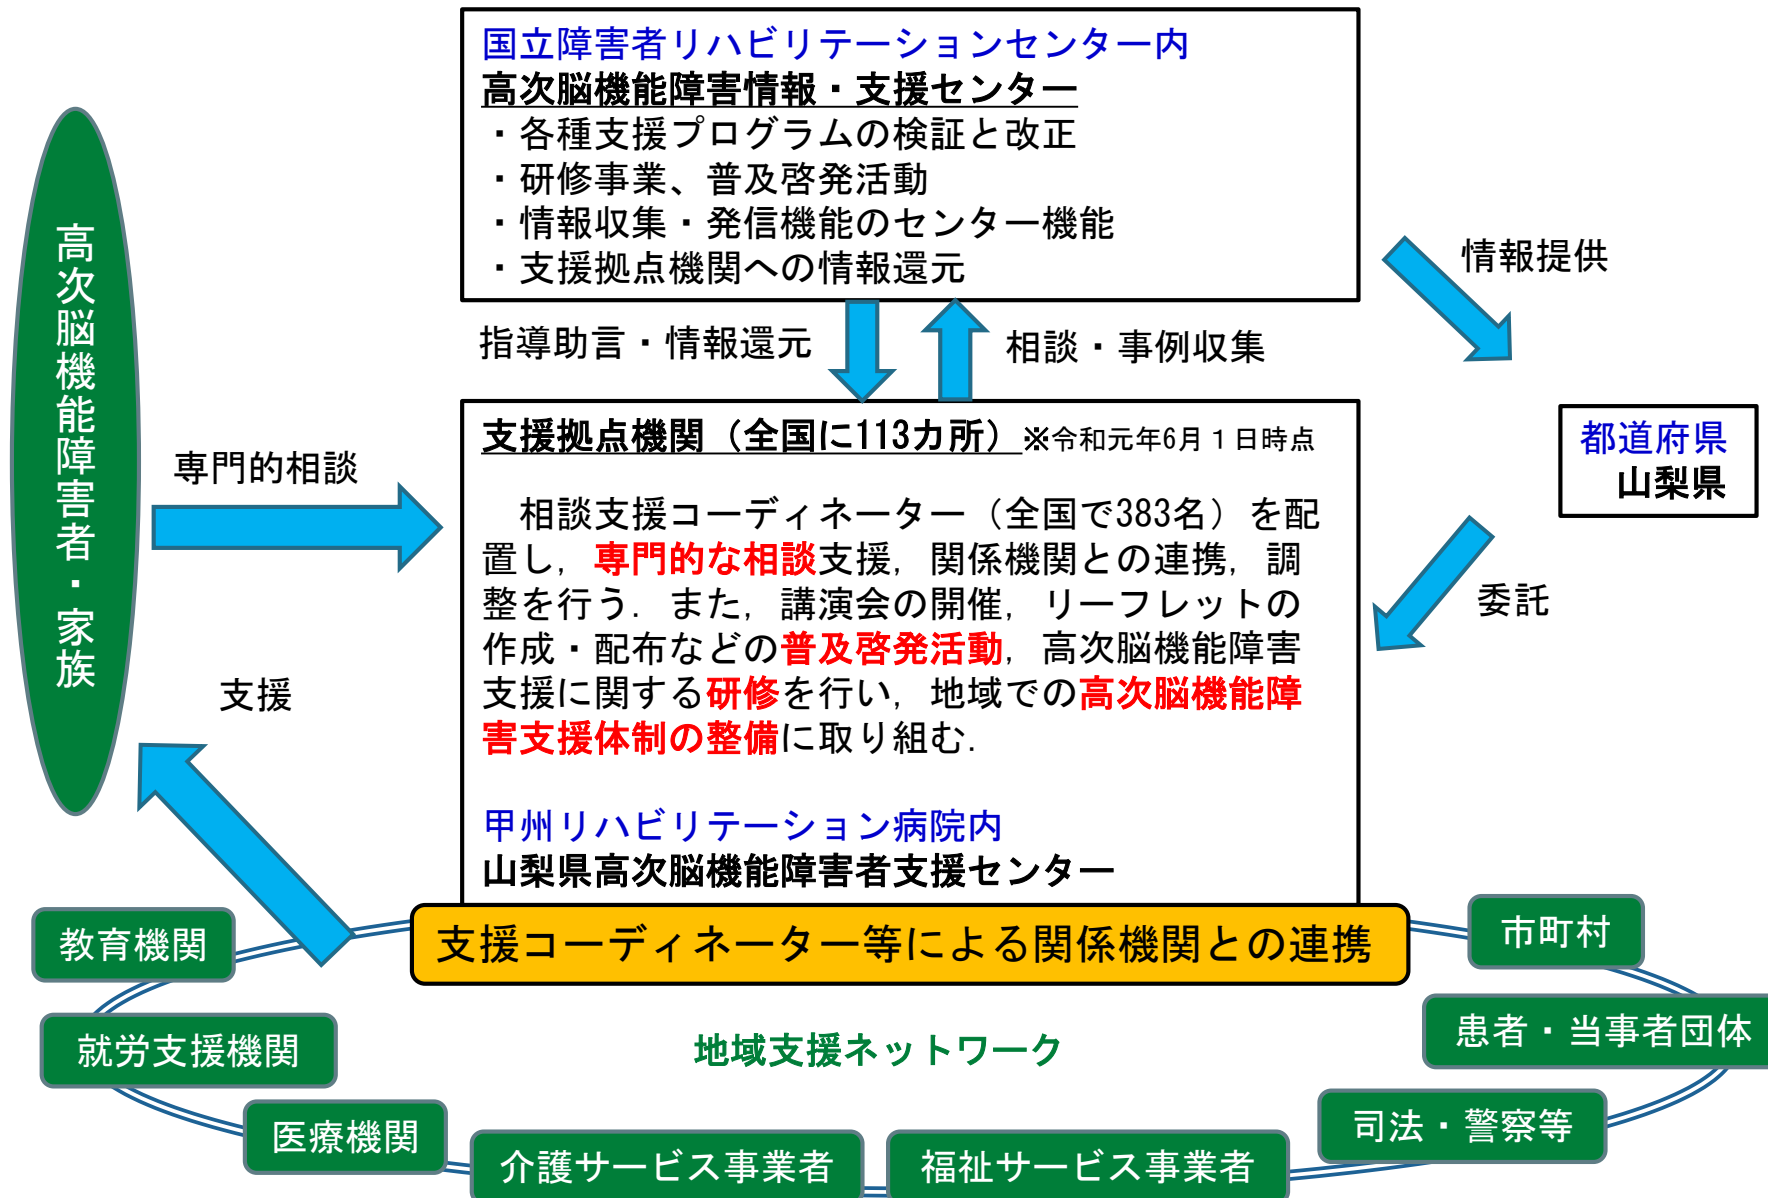 国立障害者リハビリテーションセンター内
高次脳機能障害情報・支援センター
・各種支援プログラムの検証と改正
・研修事業、普及啓発活動
・情報収集・発信機能のセンター機能
・支援拠点機関への情報還元
高次脳機能障害者・家族
情報提供
指導助言・情報還元
相談・事例収集
専門的相談
支援拠点機関（全国に113カ所）※令和元年6月１日時点
相談支援コーディネーター（全国で383名）を配
置し，専門的な相談支援，関係機関との連携，調
整を行う．また，講演会の開催，リーフレットの
作成・配布などの普及啓発活動，高次脳機能障害
支援に関する研修を行い，地域での高次脳機能障
害支援体制の整備に取り組む．
甲州リハビリテーション病院内
山梨県高次脳機能障害者支援センター
都道府県
山梨県
委託
支援
支援コーディネーター等による関係機関との連携
教育機関
市町村
就労支援機関
地域支援ネットワーク
患者・当事者団体
医療機関
司法・警察等
介護サービス事業者
福祉サービス事業者